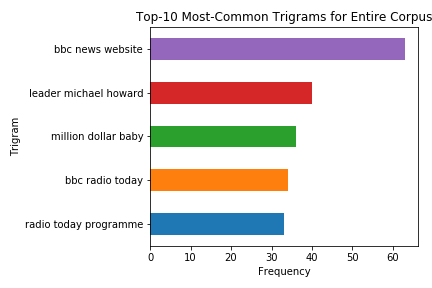 Top-10 Most-Common Trigrams for Entire Corpus
Trigram
bbc news website
leader michael howard
million dollar baby
bbc radio today
radio today programme
0 10 20 30 40 50 60
Frequency